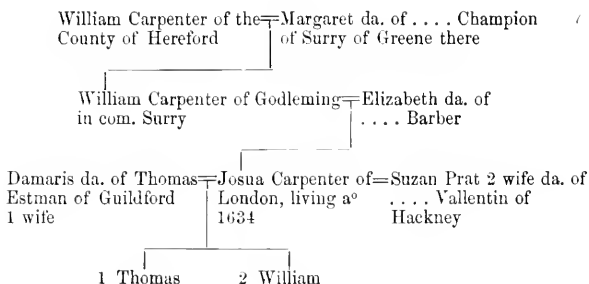 William Carpenter of the=Margaret da. of . . . . Champion
County of Hereford of Surry of Greene there
William Carpenter of Godleming=Elizabeth da. of
in com. Surry . . . . Barber
Damaris da. of Thomas=Josua Carpenter of=Suzan Prat 2 wife da. of
Estman of Guildford London, living aº . . . . Vallentin of
1 wife 1634 Hackney
1 Thomas 2 William